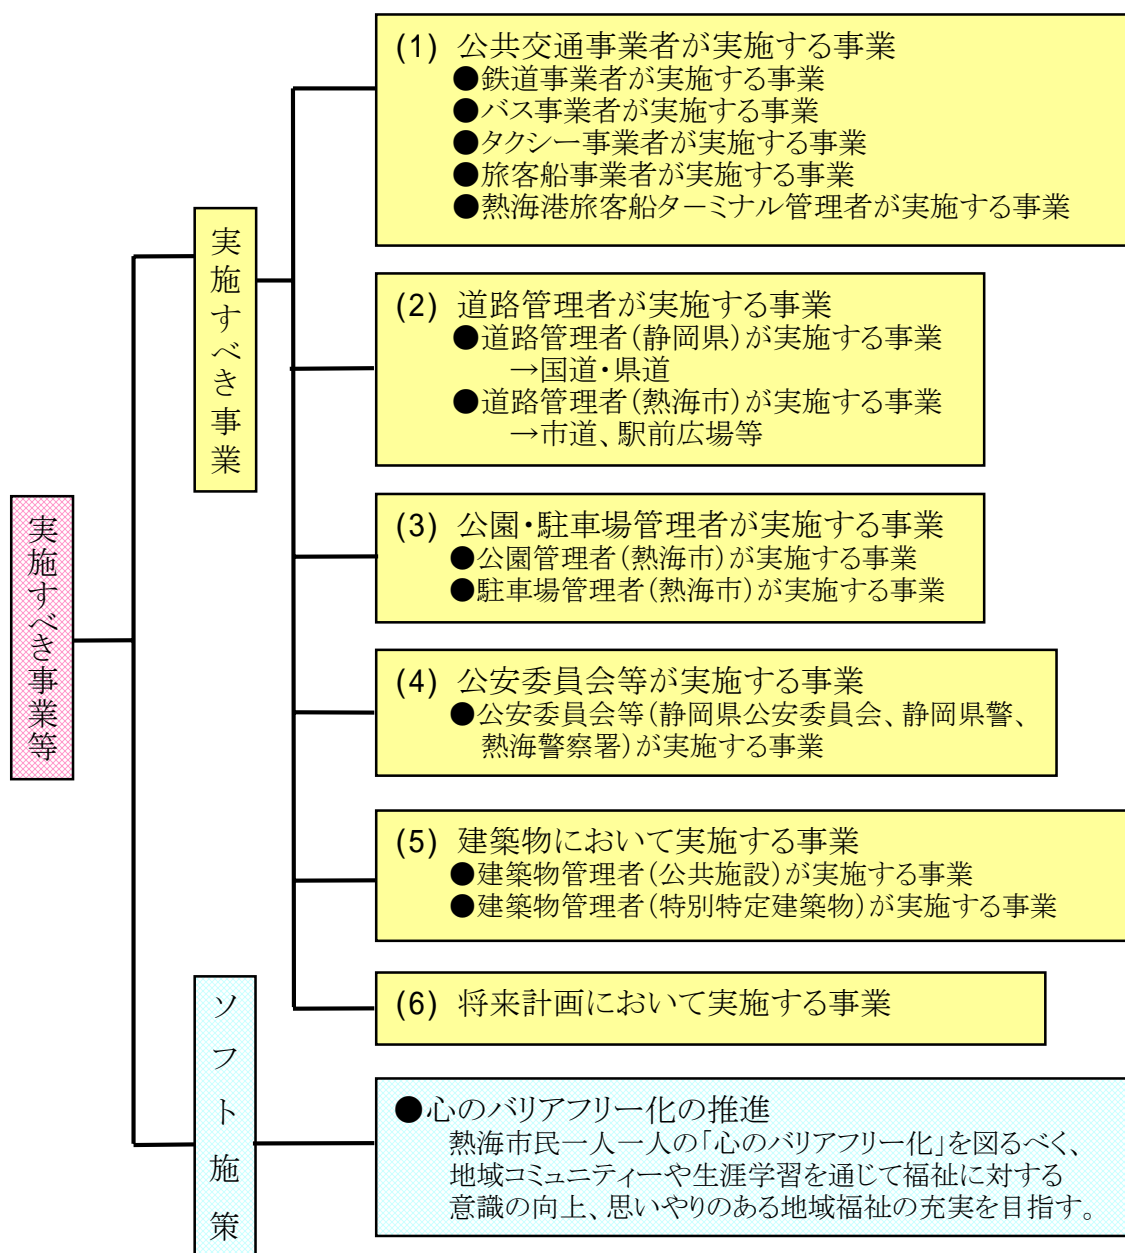 実施すべき事業等
実施すべき事業
(1) 公共交通事業者が実施する事業
●鉄道事業者が実施する事業
●バス事業者が実施する事業
●タクシー事業者が実施する事業
●旅客船事業者が実施する事業
●熱海港旅客船ターミナル管理者が実施する事業
(2) 道路管理者が実施する事業
●道路管理者(静岡県)が実施する事業
→国道・県道
●道路管理者(熱海市)が実施する事業
→市道、駅前広場等
(3) 公園・駐車場管理者が実施する事業
●公園管理者(熱海市)が実施する事業
●駐車場管理者(熱海市)が実施する事業
(4) 公安委員会等が実施する事業
●公安委員会等(静岡県公安委員会、静岡県警、
熱海警察署)が実施する事業
(5) 建築物において実施する事業
●建築物管理者(公共施設)が実施する事業
●建築物管理者(特別特定建築物)が実施する事業
(6) 将来計画において実施する事業
ソフト施策
●心のバリアフリー化の推進
熱海市民一人一人の「心のバリアフリー化」を図るべく、
地域コミュニティーや生涯学習を通じて福祉に対する
意識の向上、思いやりのある地域福祉の充実を目指す。